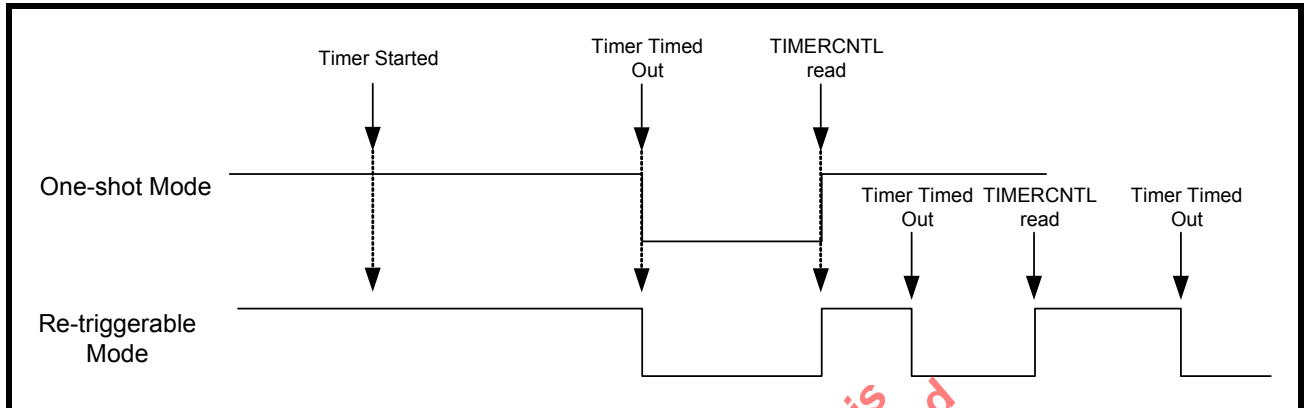 Timer Started
Timer Timed
Out
TIMERCNTL
read
One-shot Mode
Timer Timed
Out
TIMERCNTL
read
Timer Timed
Out
Re-triggerable
Mode
is
d